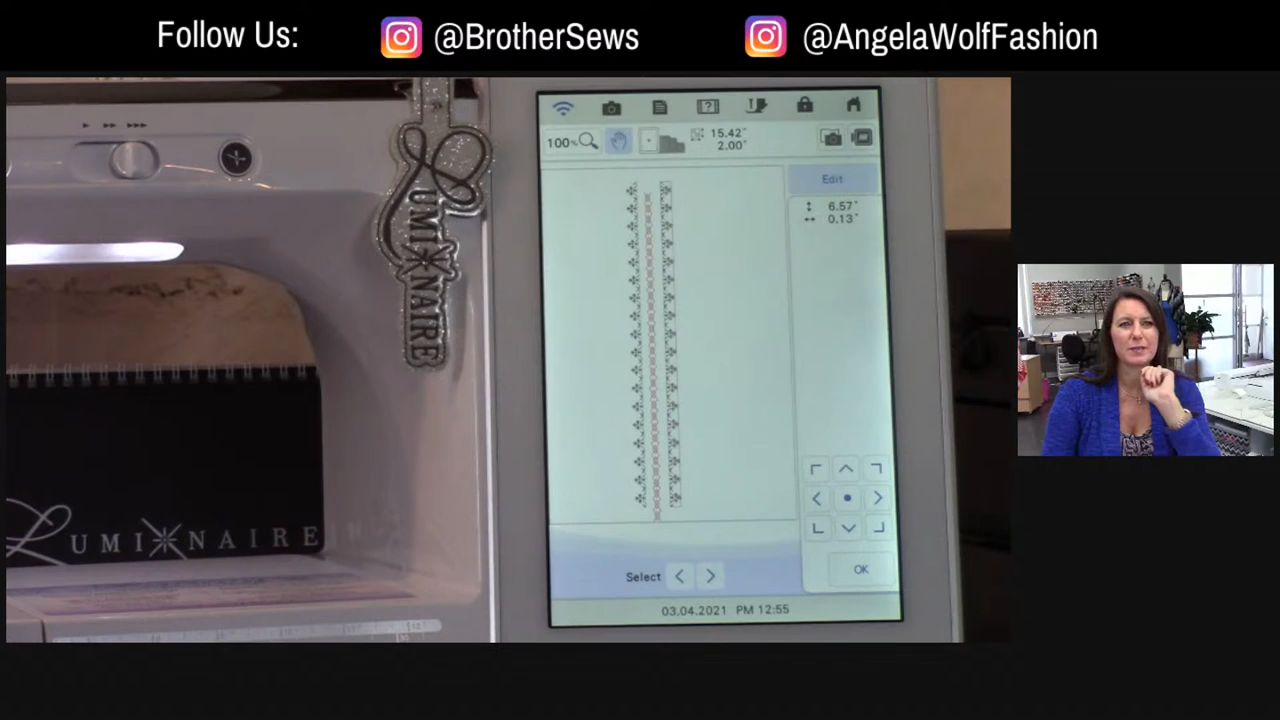 Follow Us: @BrotherSews @AngelaWolfFashion
LUMINAIRE
LUMINAIRE
100%
15.42"
2.00"
Edit
6.57"
0.13"
Select
OK
03.04.2021 PM 12:55